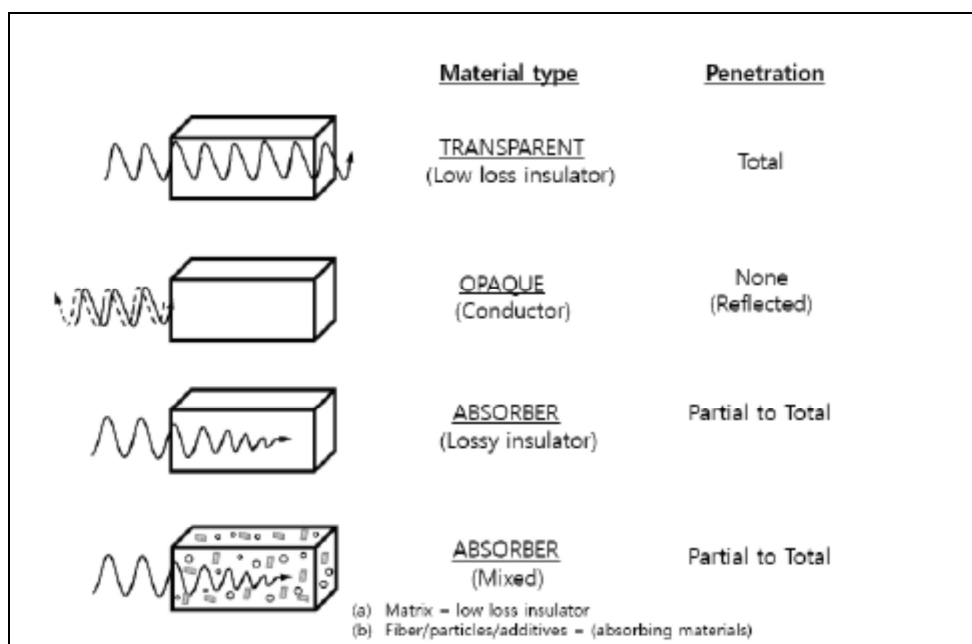 Material type Penetration
TRANSPARENT
(Low loss insulator)
Total
OPAQUE
(Conductor)
None
(Reflected)
ABSORBER
(Lossy insulator)
Partial to Total
ABSORBER
(Mixed)
Partial to Total
(a) Matrix = low loss insulator
(b) Fiber/particles/additives = (absorbing materials)